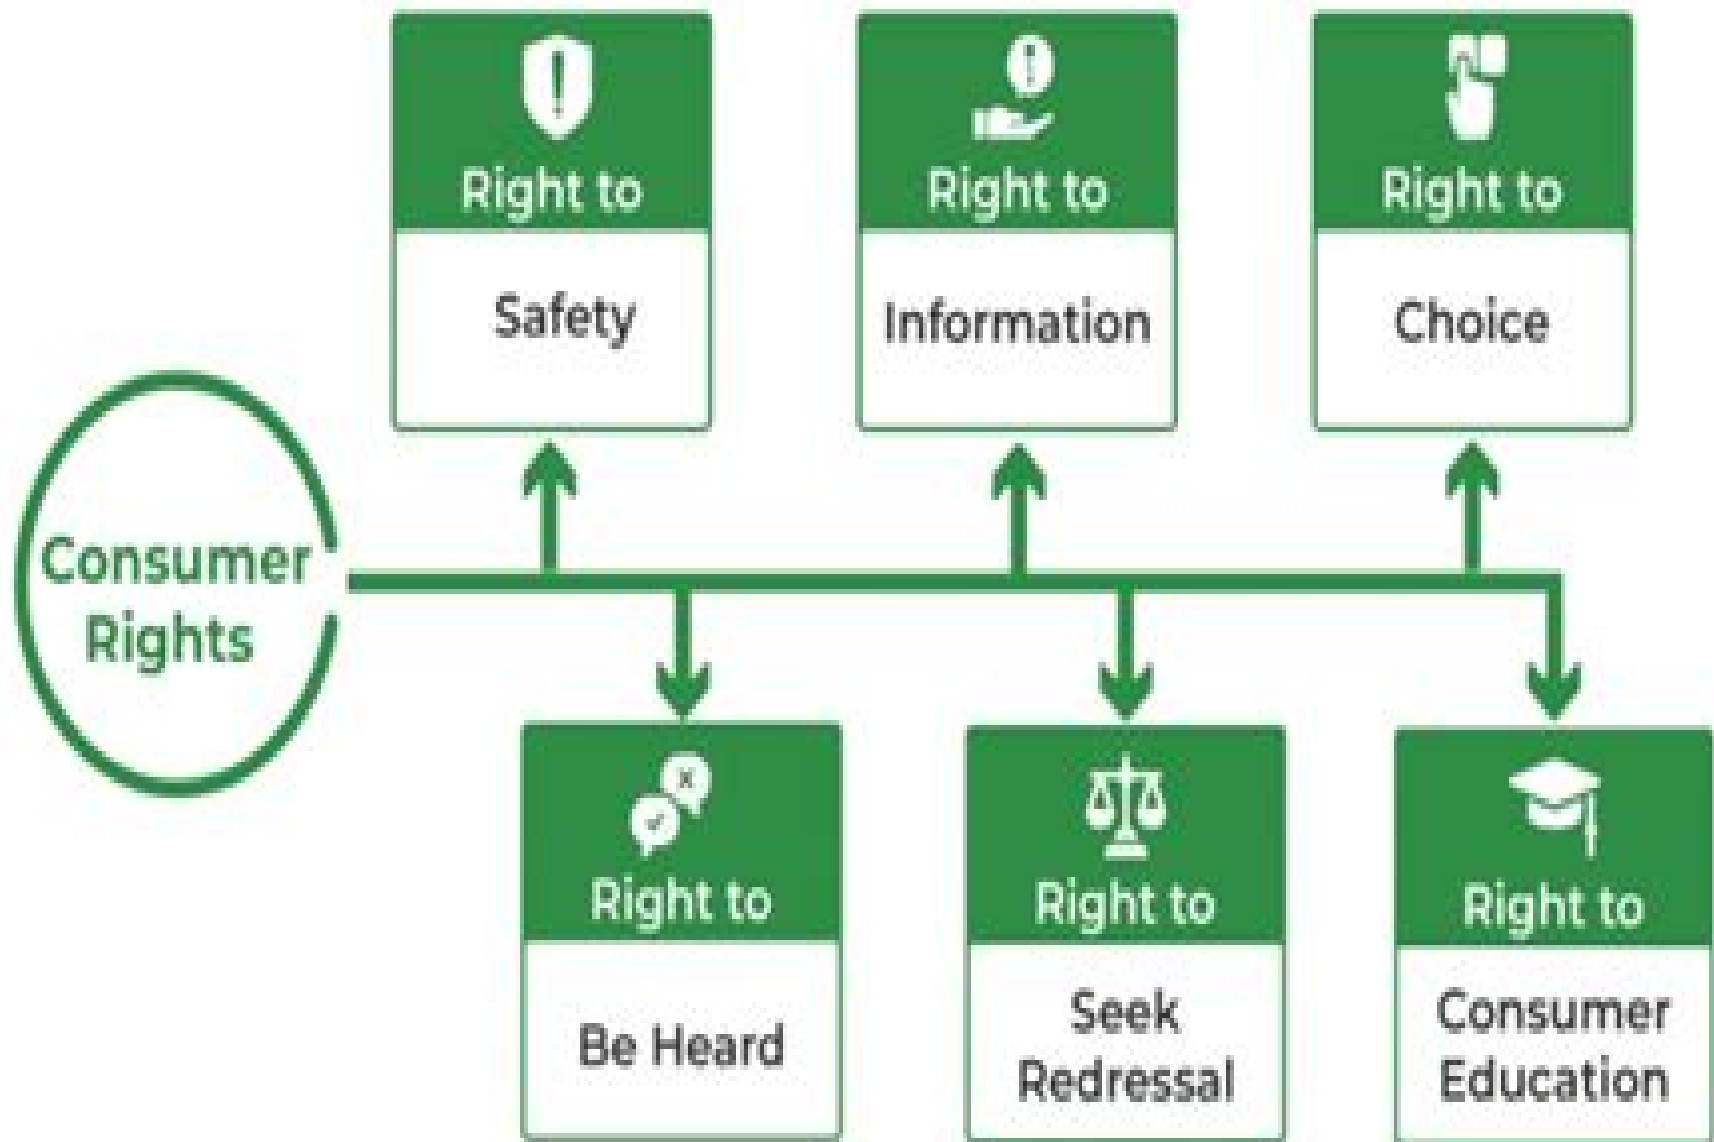 Right to
Safety
Right to
Information
Right to
Choice
Consumer
Rights
Right to
Be Heard
Right to
Seek
Redressal
Right to
Consumer
Education